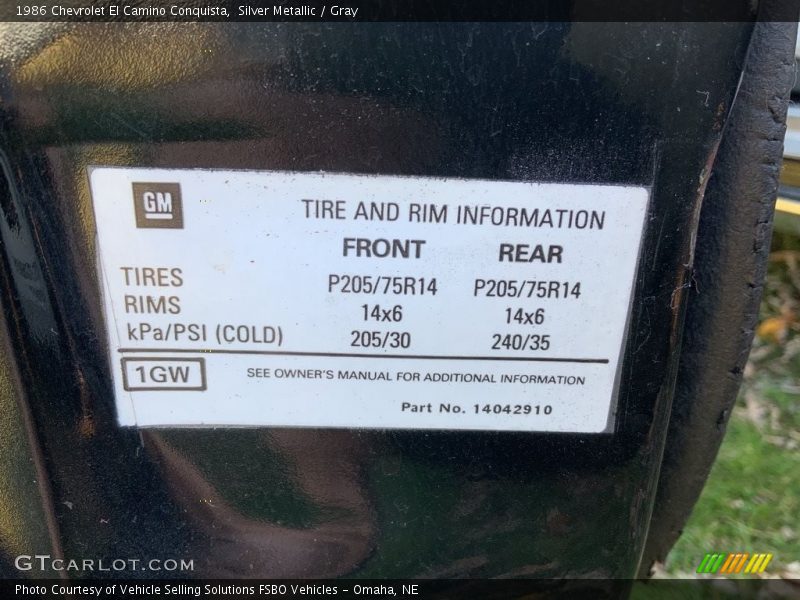 1986 Chevrolet El Camino Conquista, Silver Metallic / Gray
GM TIRE AND RIM INFORMATION
FRONT REAR
TIRES P205/75R14 P205/75R14
RIMS 14x6 14x6
kPa/PSI (COLD) 205/30 240/35
1GW SEE OWNER'S MANUAL FOR ADDITIONAL INFORMATION
Part No. 14042910
GTCARLOT.COM
Photo Courtesy of Vehicle Selling Solutions FSBO Vehicles - Omaha, NE